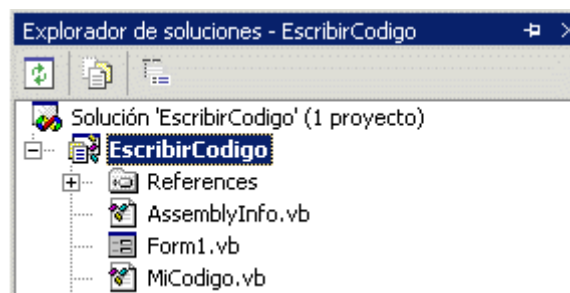 Explorador de soluciones - EscribirCodigo
Solución 'EscribirCodigo' (1 proyecto)
EscribirCodigo
References
AssemblyInfo.vb
Form1.vb
MiCodigo.vb